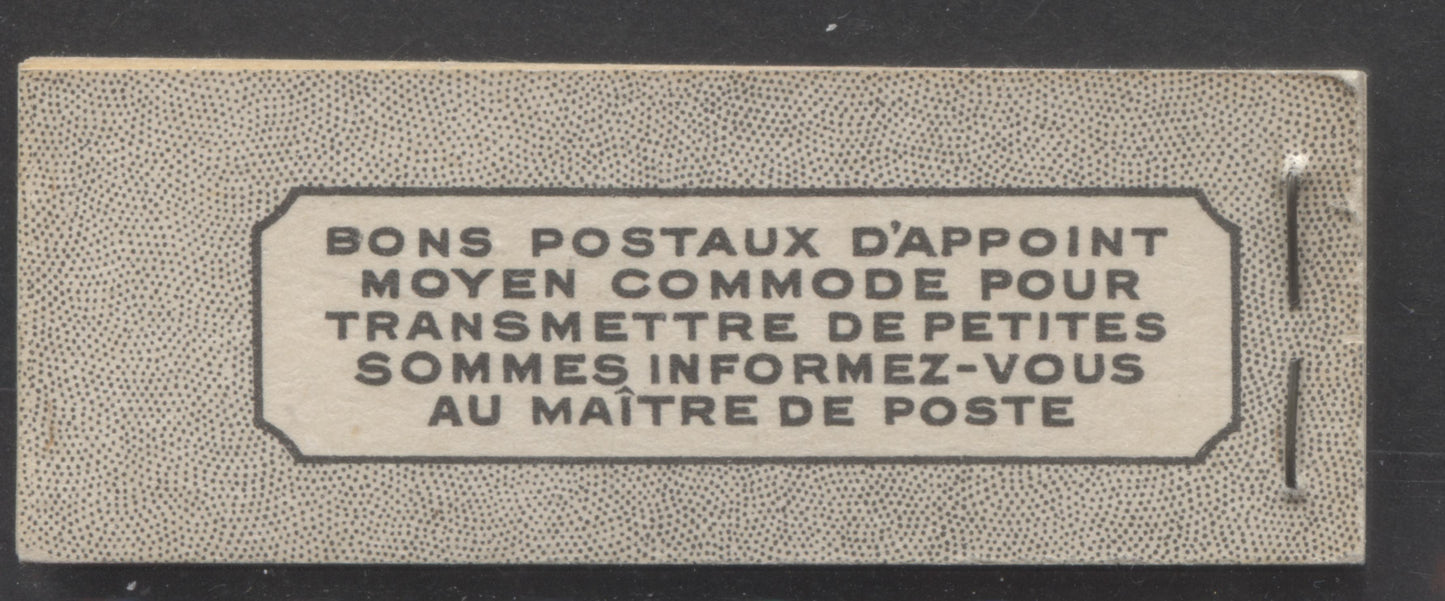 BONS POSTAUX D'APPOINT
MOYEN COMMODE POUR
TRANSMETTRE DE PETITES
SOMMES INFORMEZ-VOUS
AU MAÎTRE DE POSTE